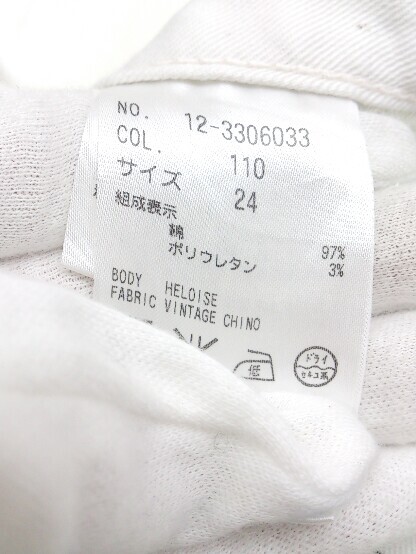 NO. 12-3306033
COL. 110
サイズ 24
組成表示
綿 97%
ポリウレタン 3%
BODY HELOISE
FABRIC VINTAGE CHINO
低
ドライ
セキユ系